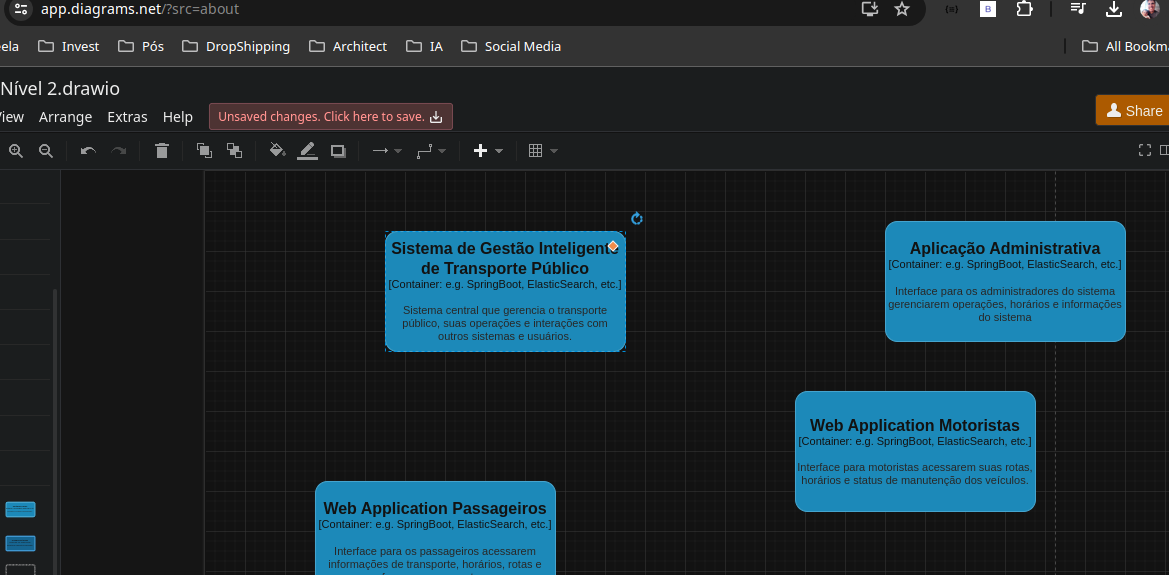 app.diagrams.net/?src=about
B
Invest
Pós
DropShipping
Architect
IA
Social Media
Nível 2.drawio
Arrange
Extras
Help
Unsaved changes. Click here to save.
Share
Sistema de Gestão Inteligente
de Transporte Público
[Container: e.g. SpringBoot, ElasticSearch, etc.]
Sistema central que gerencia o transporte
público, suas operações e interações com
outros sistemas e usuários.
Aplicação Administrativa
[Container: e.g. SpringBoot, ElasticSearch, etc.]
Interface para os administradores do sistema
gerenciarem operações, horários e informações
do sistema
Web Application Motoristas
[Container: e.g. SpringBoot, ElasticSearch, etc.]
Interface para motoristas acessarem suas rotas,
horários e status de manutenção dos veículos.
Web Application Passageiros
[Container: e.g. SpringBoot, ElasticSearch, etc.]
Interface para os passageiros acessarem
informações de transporte, horários, rotas e